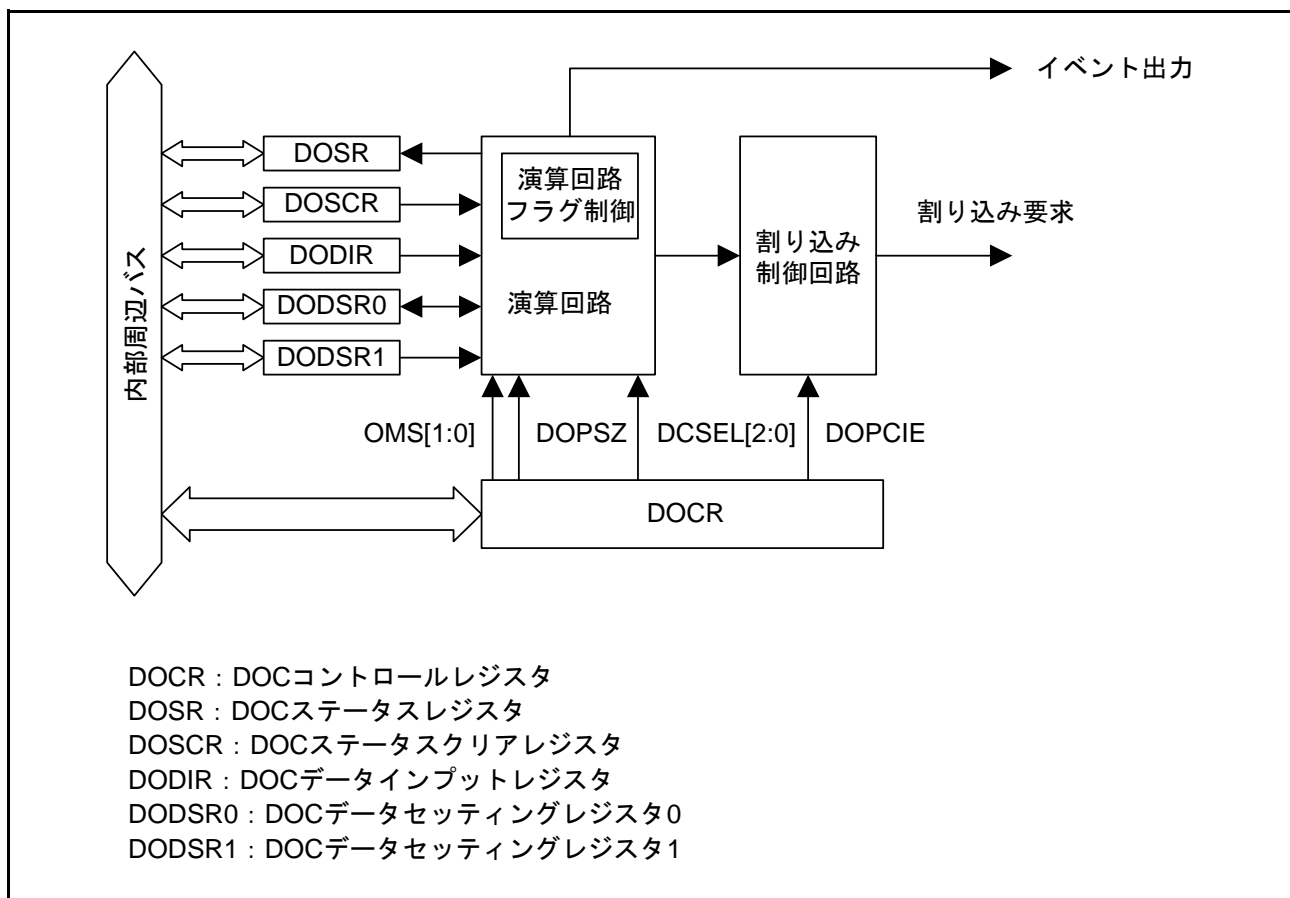 イベント出力
DOSR
DOSCR
DODIR
DODSR0
DODSR1
演算回路
フラグ制御
演算回路
割り込み
制御回路
割り込み要求
内部周辺バス
OMS[1:0]
DOPSZ
DCSEL[2:0]
DOPCIE
DOCR
DOCR：DOCコントロールレジスタ
DOSR：DOCステータスレジスタ
DOSCR：DOCステータスクリアレジスタ
DODIR：DOCデータインプットレジスタ
DODSR0：DOCデータセッティングレジスタ0
DODSR1：DOCデータセッティングレジスタ1